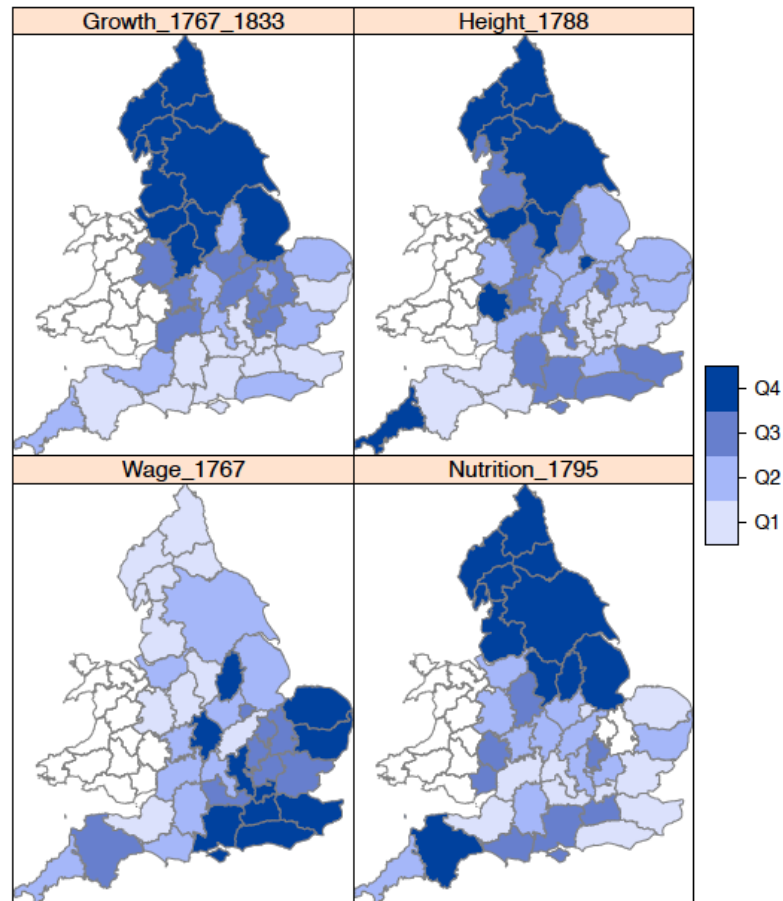 Growth_1767_1833
Height_1788
Q4
Q3
Q2
Q1
Wage_1767
Nutrition_1795